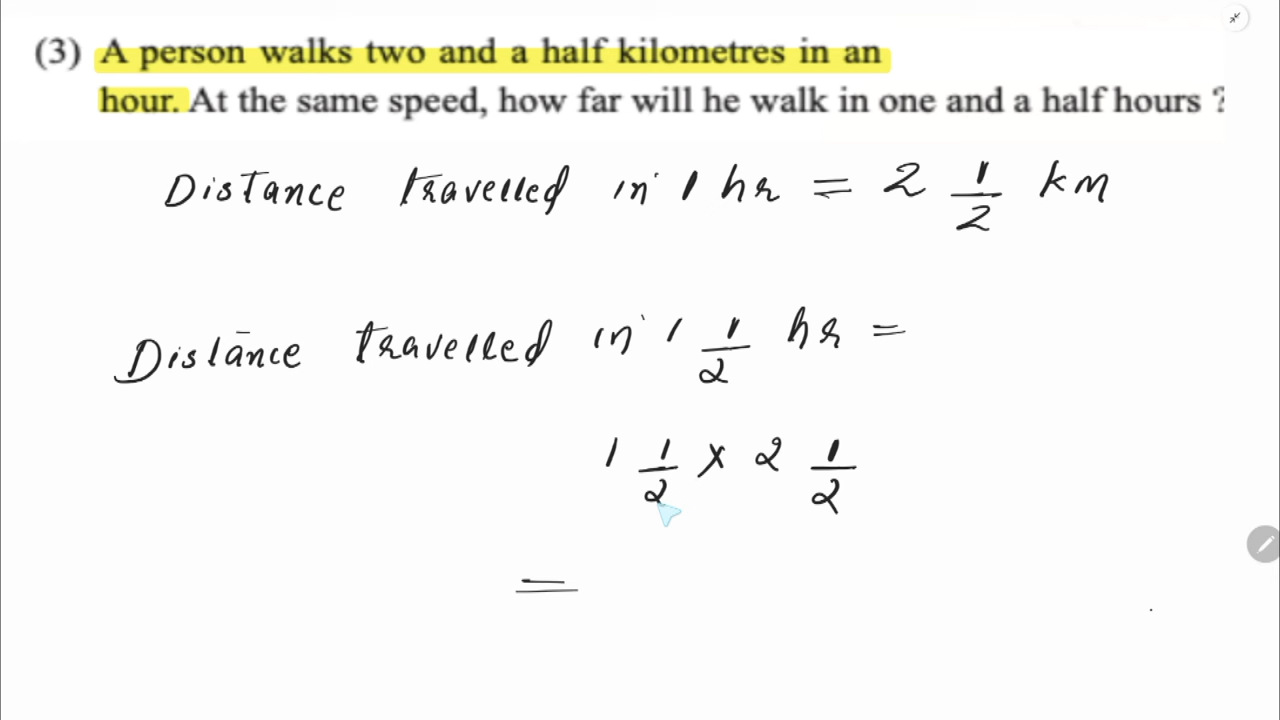 (3) A person walks two and a half kilometres in an
hour. At the same speed, how far will he walk in one and a half hours ?
Distance travelled in 1 hr = 2 1/2 km
Distance travelled in 1 1/2 hr =
1 1/2 x 2 1/2
=